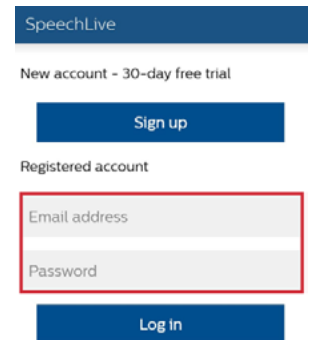 SpeechLive
New account - 30-day free trial
Sign up
Registered account
Email address
Password
Log in